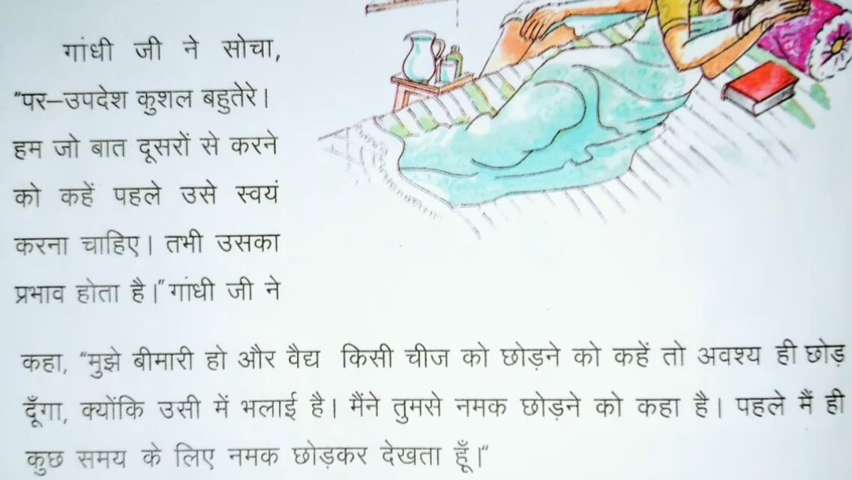 गांधी जी ने सोचा,
"पर–उपदेश कुशल बहुतेरे।
हम जो बात दूसरों से करने
को कहें पहले उसे स्वयं
करना चाहिए। तभी उसका
प्रभाव होता है।" गांधी जी ने
कहा, "मुझे बीमारी हो और वैद्य किसी चीज को छोड़ने को कहें तो अवश्य ही छोड़
दूँगा, क्योंकि उसी में भलाई है। मैंने तुमसे नमक छोड़ने को कहा है। पहले मैं ही
कुछ समय के लिए नमक छोड़कर देखता हूँ।"